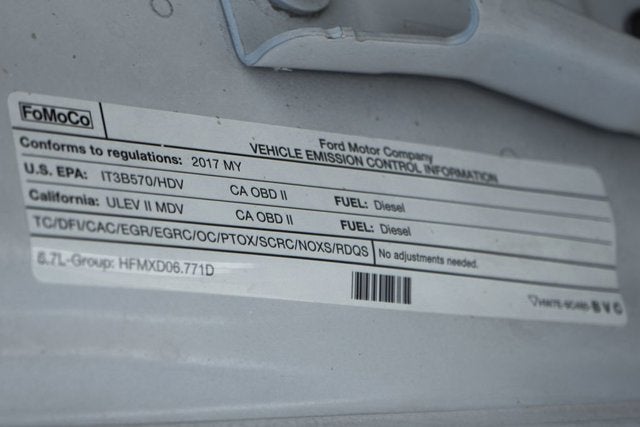 FoMoCo
Ford Motor Company
VEHICLE EMISSION CONTROL INFORMATION
Conforms to regulations: 2017 MY
U.S. EPA: IT3B570/HDV CA OBD II FUEL: Diesel
California: ULEV II MDV CA OBD II FUEL: Diesel
TC/DFI/CAC/EGR/EGRC/OC/PTOX/SCRC/NOXS/RDQS No adjustments needed.
6.7L-Group: HFMXD06.771D
BVC